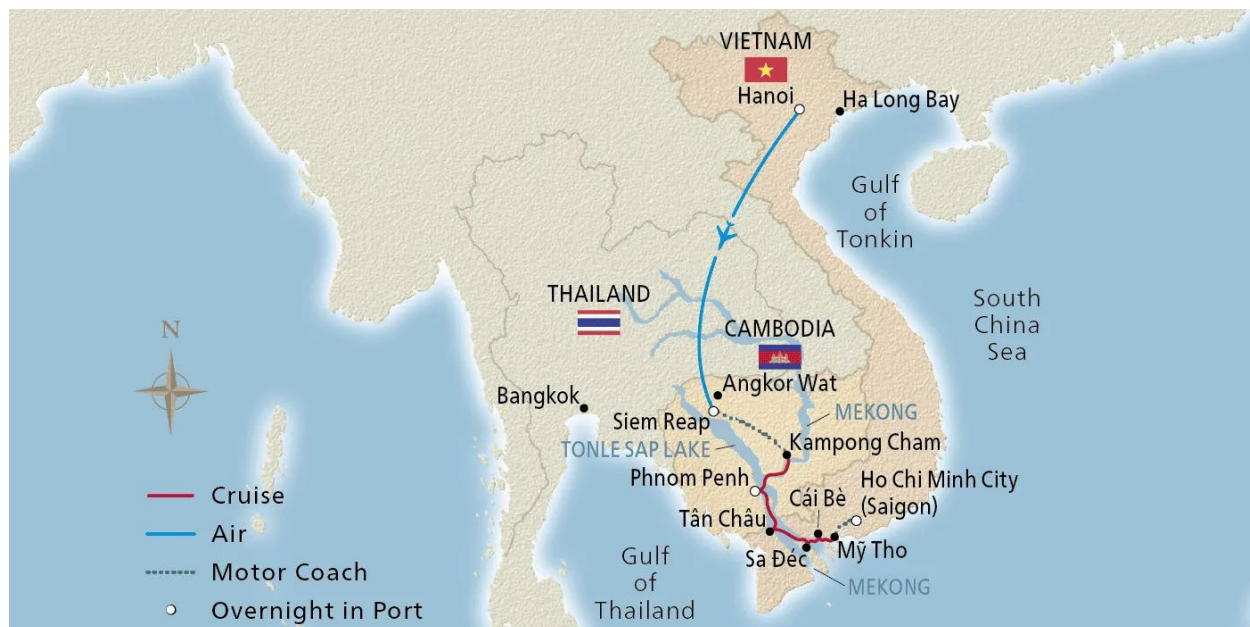 VIETNAM
Hanoi
Ha Long Bay
Gulf
of
Tonkin
South
China
Sea
THAILAND
CAMBODIA
N
Angkor Wat
Bangkok
Siem Reap
MEKONG
TONLE SAP LAKE
Kampong Cham
Phnom Penh
Ho Chi Minh City
(Saigon)
Cái Bè
Tân Châu
Sa Đéc
Mỹ Tho
MEKONG
Gulf
of
Thailand
Cruise
Air
Motor Coach
Overnight in Port